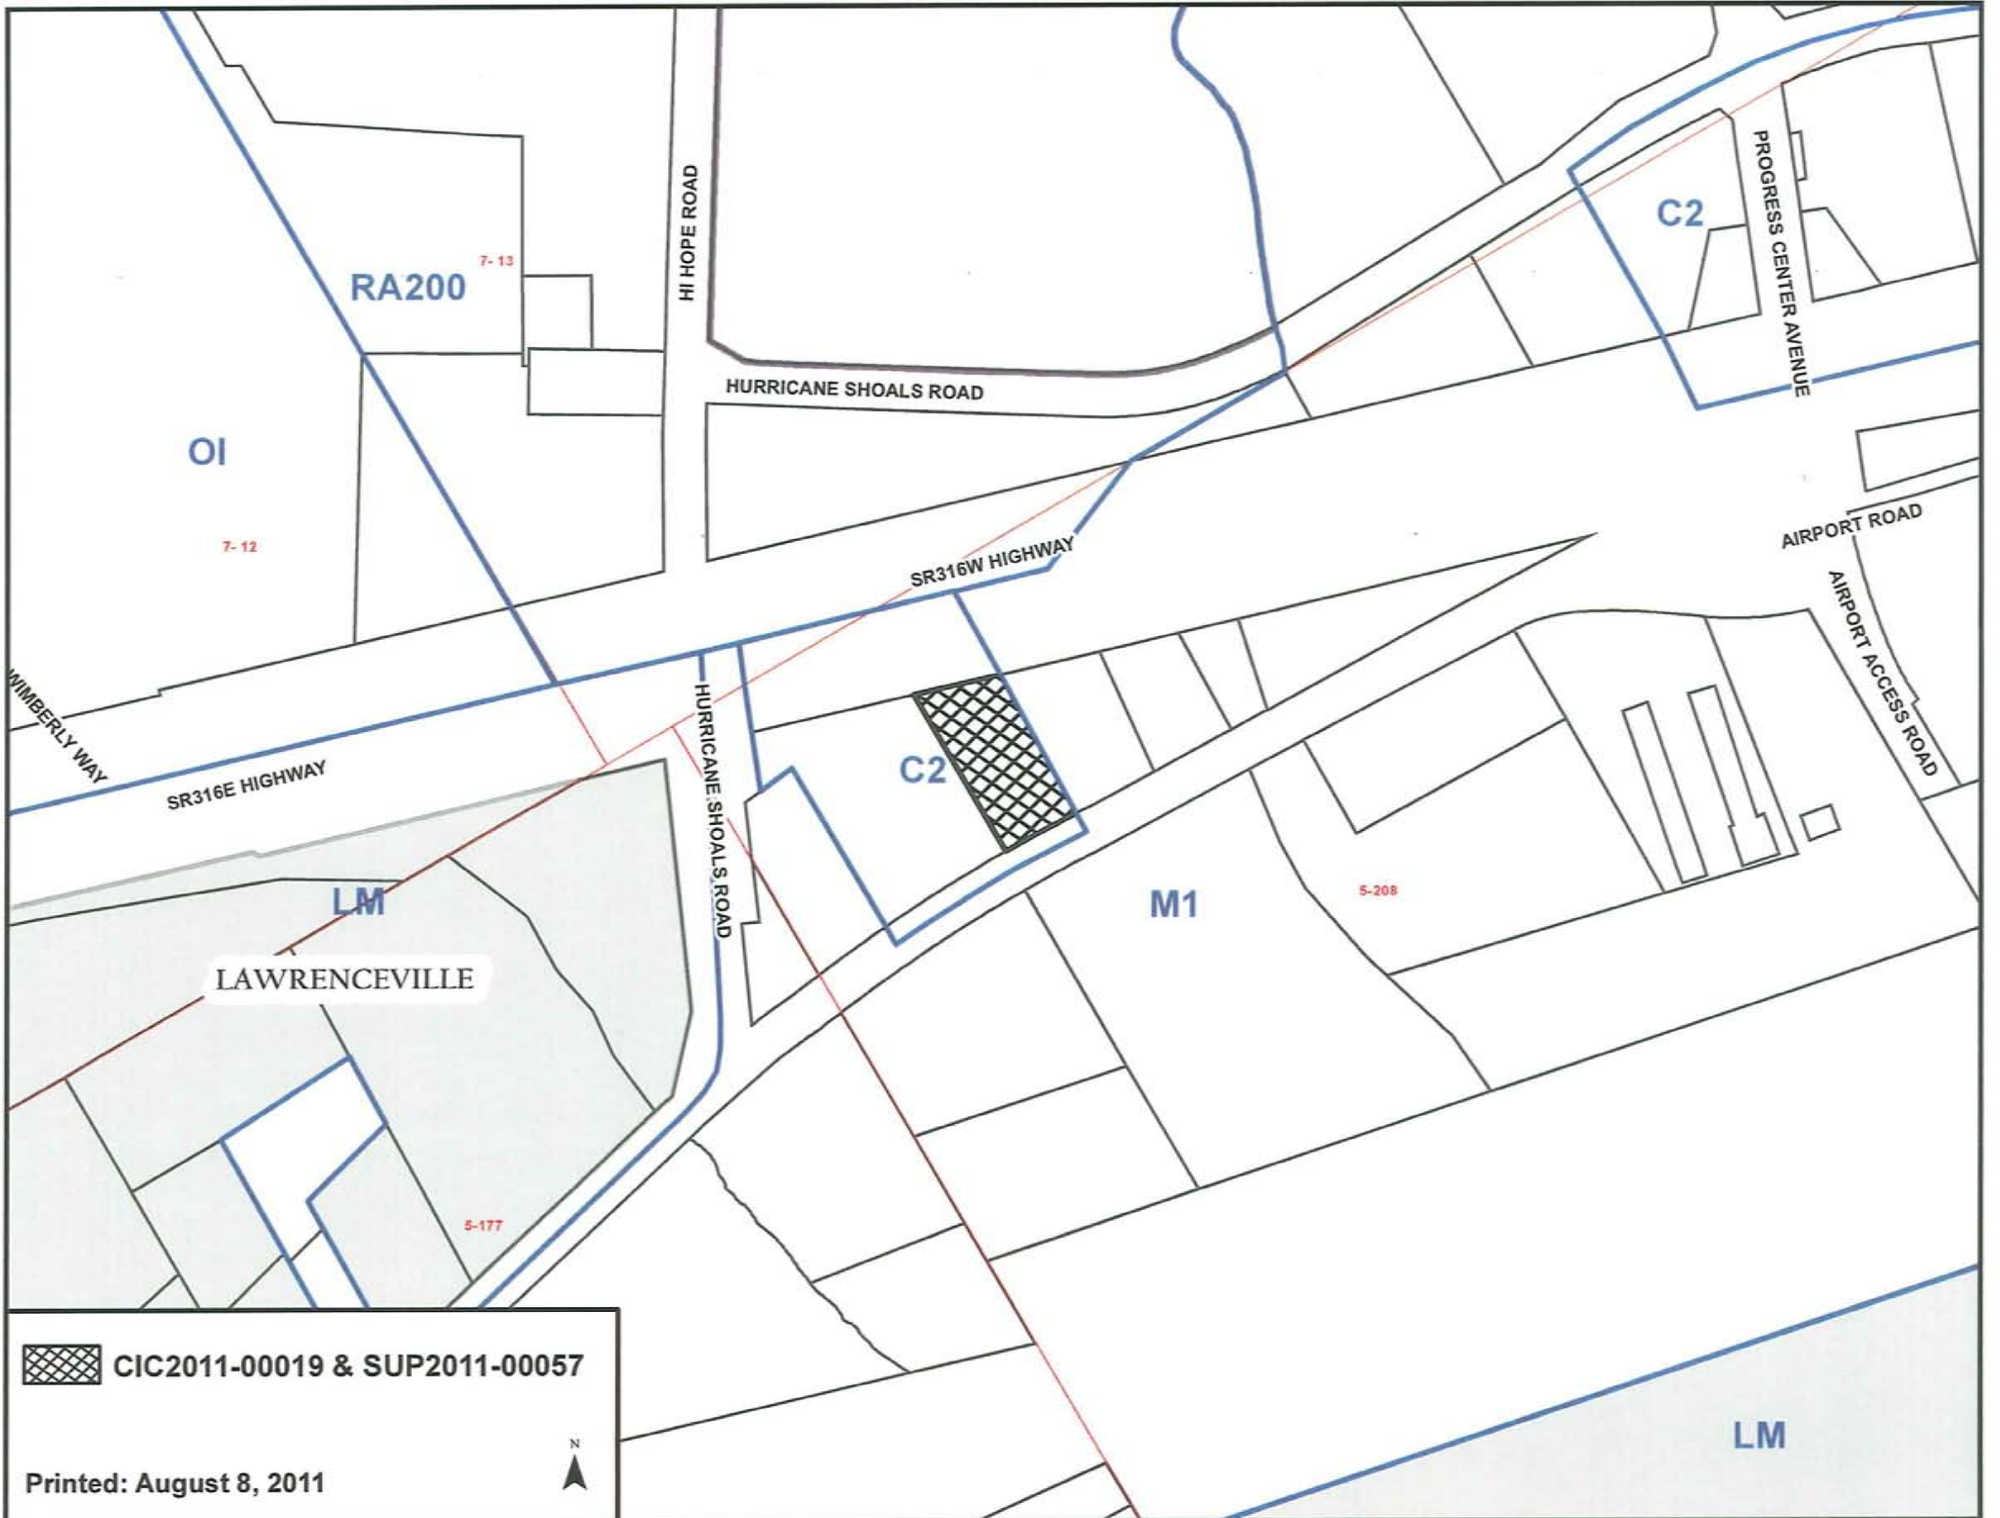 PROGRESS CENTER AVENUE
C2
HI HOPE ROAD
7- 13
RA200
HURRICANE SHOALS ROAD
OI
7- 12
SR316W HIGHWAY
AIRPORT ROAD
AIRPORT ACCESS ROAD
WIMBERLY WAY
SR316E HIGHWAY
HURRICANE SHOALS ROAD
C2
LM
M1
5-208
LAWRENCEVILLE
5-177
CIC2011-00019 & SUP2011-00057
N
Printed: August 8, 2011
LM